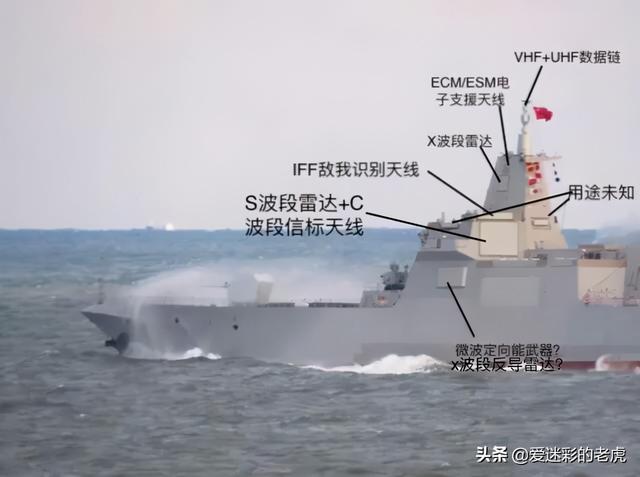 VHF+UHF数据链
ECM/ESM电
子支援天线
X波段雷达
IFF敌我识别天线
用途未知
S波段雷达+C
波段信标天线
微波定向能武器?
x波段反导雷达?
头条 @爱迷彩的老虎